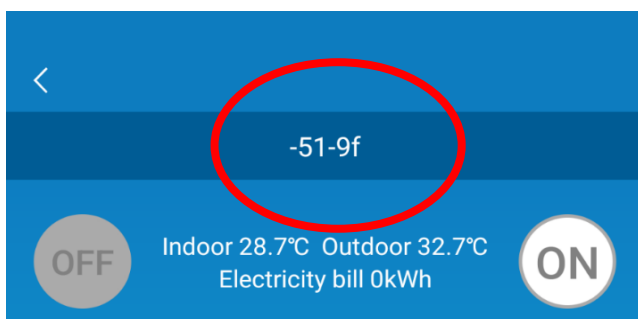 -51-9f
Indoor 28.7℃ Outdoor 32.7℃
OFF
ON
Electricity bill 0kWh